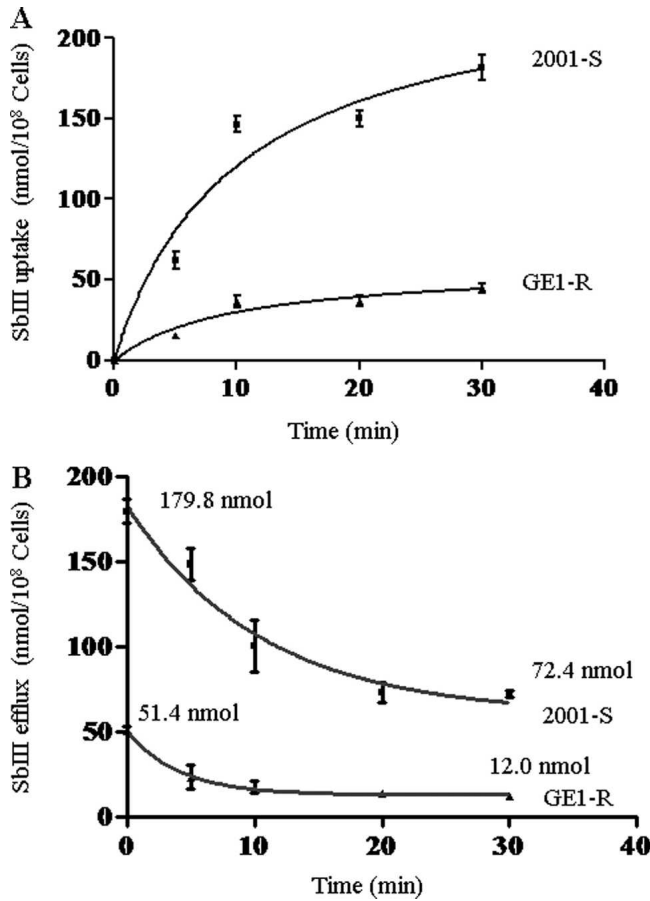 A
SbIII uptake (nmol/10⁸ Cells)
200
150
100
50
0
2001-S
GE1-R
0 10 20 30 40
Time (min)
B
SbIII efflux (nmol/10⁸ Cells)
200
150
100
50
0
179.8 nmol
72.4 nmol
2001-S
51.4 nmol
12.0 nmol
GE1-R
0 10 20 30 40
Time (min)